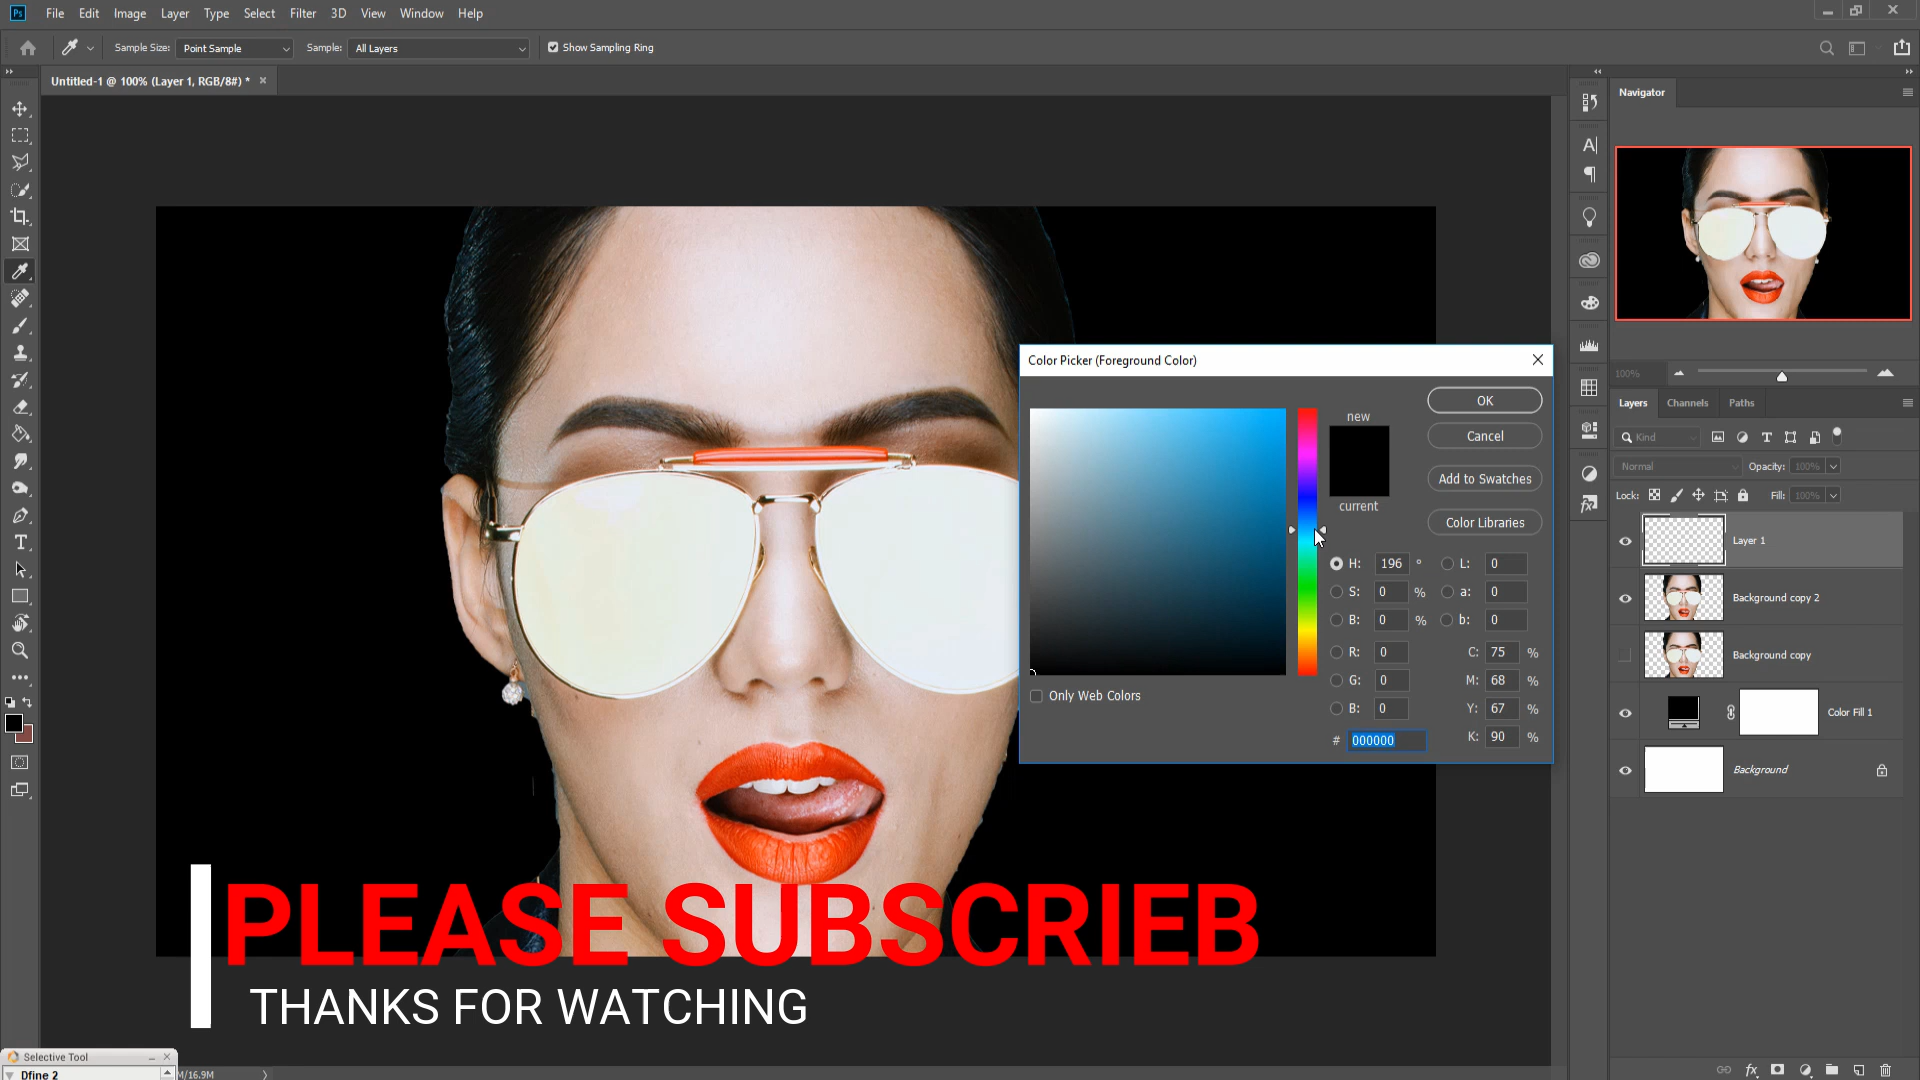 Ps File Edit Image Layer Type Select Filter 3D View Window Help
Sample Size: Point Sample Sample: All Layers Show Sampling Ring
Untitled-1 @ 100% (Layer 1, RGB/8#) *
Navigator
100%
Layers Channels Paths
Kind
Normal Opacity: 100%
Lock: Fill: 100%
Layer 1
Background copy 2
Background copy
Color Fill 1
Background
Color Picker (Foreground Color)
new
current
OK
Cancel
Add to Swatches
Color Libraries
H: 196 ° L: 0
S: 0 % a: 0
B: 0 % b: 0
R: 0 C: 75 %
G: 0 M: 68 %
B: 0 Y: 67 %
# 000000 K: 90 %
Only Web Colors
PLEASE SUBSCRIEB
THANKS FOR WATCHING
Selective Tool
Dfine 2
M/16.9M